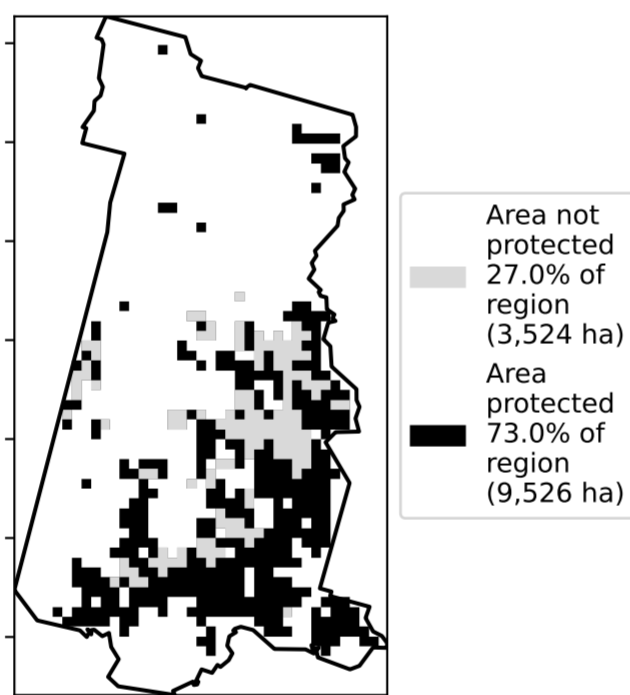 Area not
protected
27.0% of
region
(3,524 ha)
Area
protected
73.0% of
region
(9,526 ha)